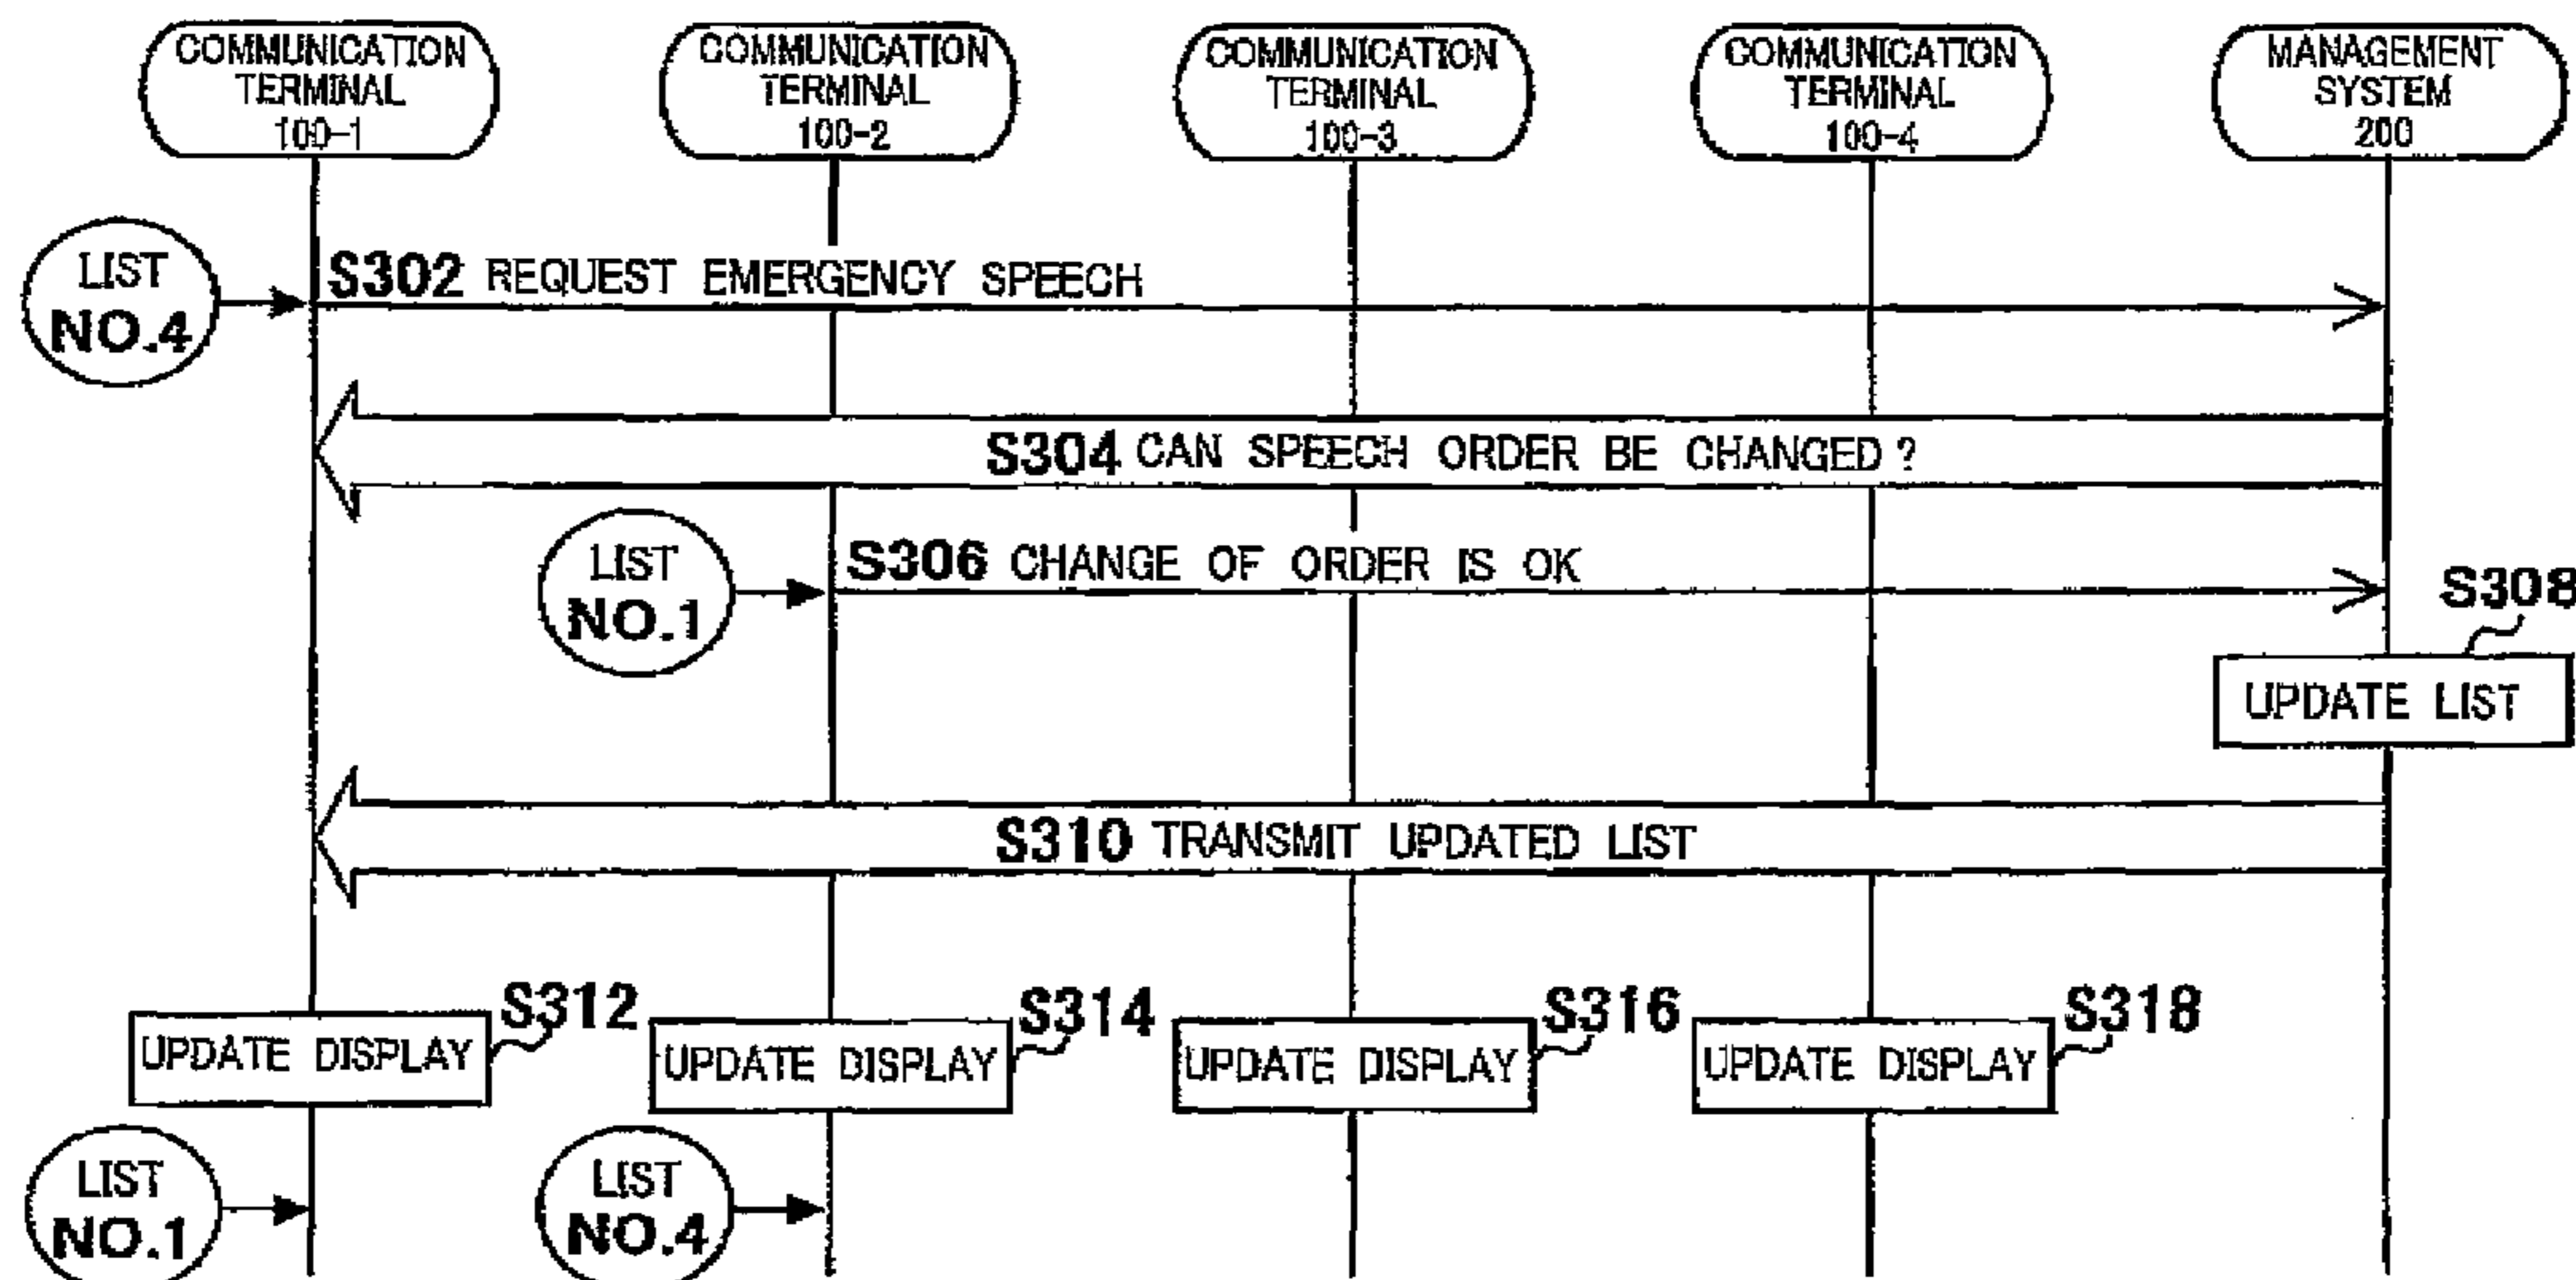 COMMUNICATION
TERMINAL
100-1
COMMUNICATION
TERMINAL
100-2
COMMUNICATION
TERMINAL
100-3
COMMUNICATION
TERMINAL
100-4
MANAGEMENT
SYSTEM
200
LIST
NO.4
S302 REQUEST EMERGENCY SPEECH
S304 CAN SPEECH ORDER BE CHANGED ?
LIST
NO.1
S306 CHANGE OF ORDER IS OK
S308
UPDATE LIST
S310 TRANSMIT UPDATED LIST
UPDATE DISPLAY
S312
UPDATE DISPLAY
S314
UPDATE DISPLAY
S316
UPDATE DISPLAY
S318
LIST
NO.1
LIST
NO.4